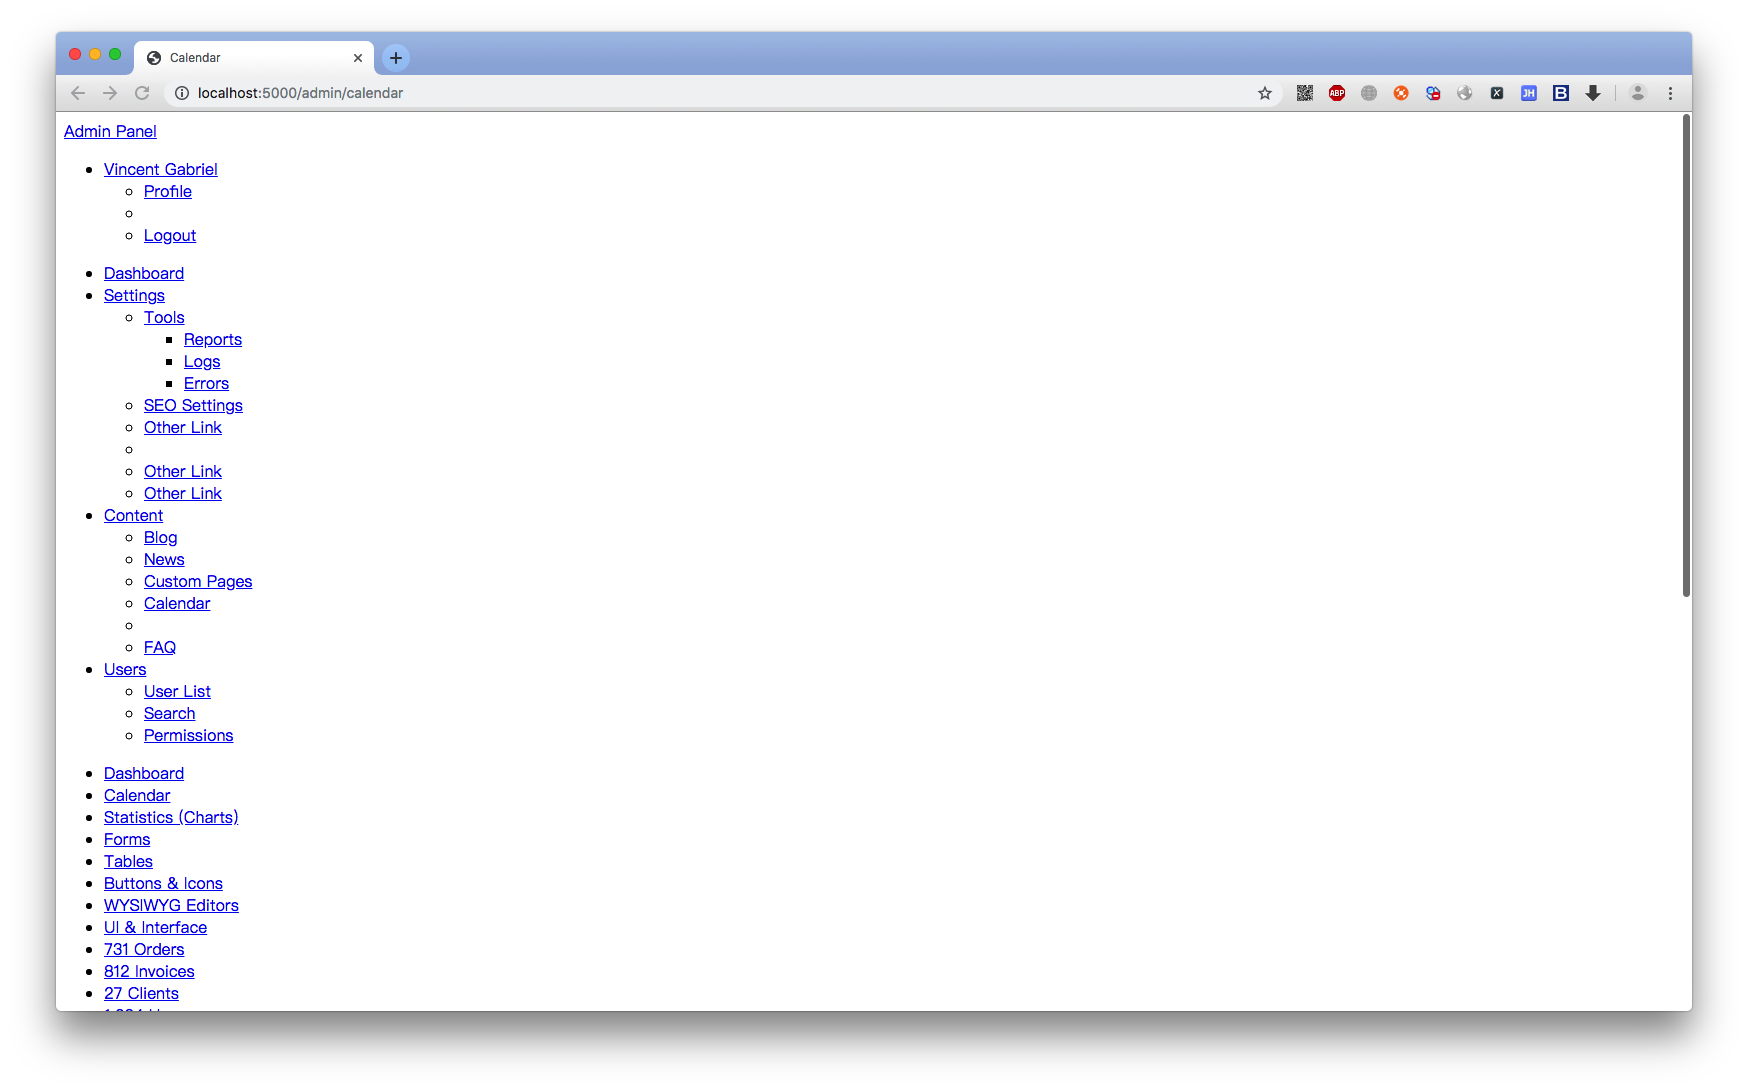 Calendar
localhost:5000/admin/calendar
ABP
JH
B
Admin Panel
Vincent Gabriel
Profile
Logout
Dashboard
Settings
Tools
Reports
Logs
Errors
SEO Settings
Other Link
Other Link
Other Link
Content
Blog
News
Custom Pages
Calendar
FAQ
Users
User List
Search
Permissions
Dashboard
Calendar
Statistics (Charts)
Forms
Tables
Buttons & Icons
WYSIWYG Editors
UI & Interface
731 Orders
812 Invoices
27 Clients